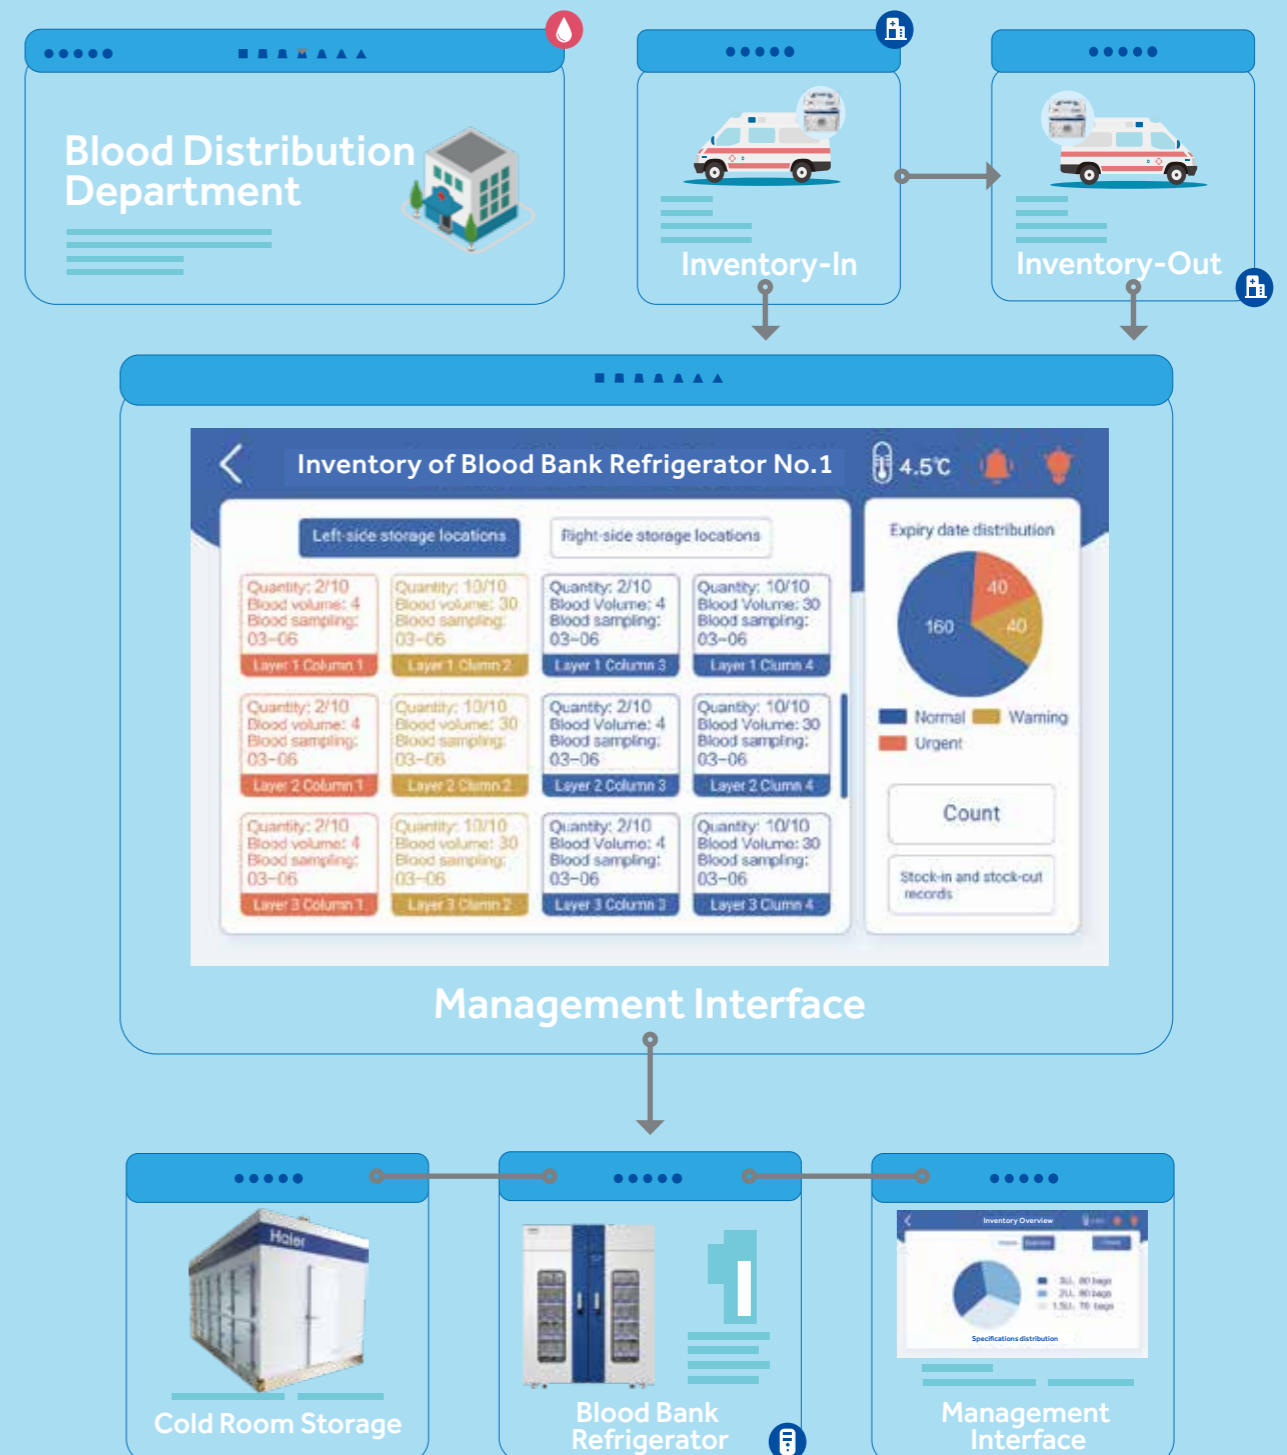 Blood Distribution
Department
Inventory-In
Inventory-Out
Inventory of Blood Bank Refrigerator No.1
4.5℃
Left-side storage locations
Right-side storage locations
Quantity: 2/10
Blood volume: 4
Blood sampling:
03-06
Layer 1 Column 1
Quantity: 10/10
Blood volume: 30
Blood sampling:
03-06
Layer 1 Clumn 2
Quantity: 2/10
Blood Volume: 4
Blood sampling:
03-06
Layer 1 Column 3
Quantity: 10/10
Blood Volume: 30
Blood sampling:
03-06
Layer 1 Clumn 4
Quantity: 2/10
Blood volume: 4
Blood sampling:
03-06
Layer 2 Column 1
Quantity: 10/10
Blood volume: 30
Blood sampling:
03-06
Layer 2 Clumn 2
Quantity: 2/10
Blood Volume: 4
Blood sampling:
03-06
Layer 2 Column 3
Quantity: 10/10
Blood Volume: 30
Blood sampling:
03-06
Layer 2 Clumn 4
Quantity: 2/10
Blood volume: 4
Blood sampling:
03-06
Layer 3 Column 1
Quantity: 10/10
Blood volume: 30
Blood sampling:
03-06
Layer 3 Clumn 2
Quantity: 2/10
Blood Volume: 4
Blood sampling:
03-06
Layer 3 Column 3
Quantity: 10/10
Blood Volume: 30
Blood sampling:
03-06
Layer 3 Clumn 4
Expiry date distribution
40
160
40
Normal
Warning
Urgent
Count
Stock-in and stock-out
records
Management Interface
Haier
Cold Room Storage
Blood Bank
Refrigerator
Inventory Overview
3U, 80 bags
2U, 80 bags
1.5U, 70 bags
Specifications distribution
Management
Interface